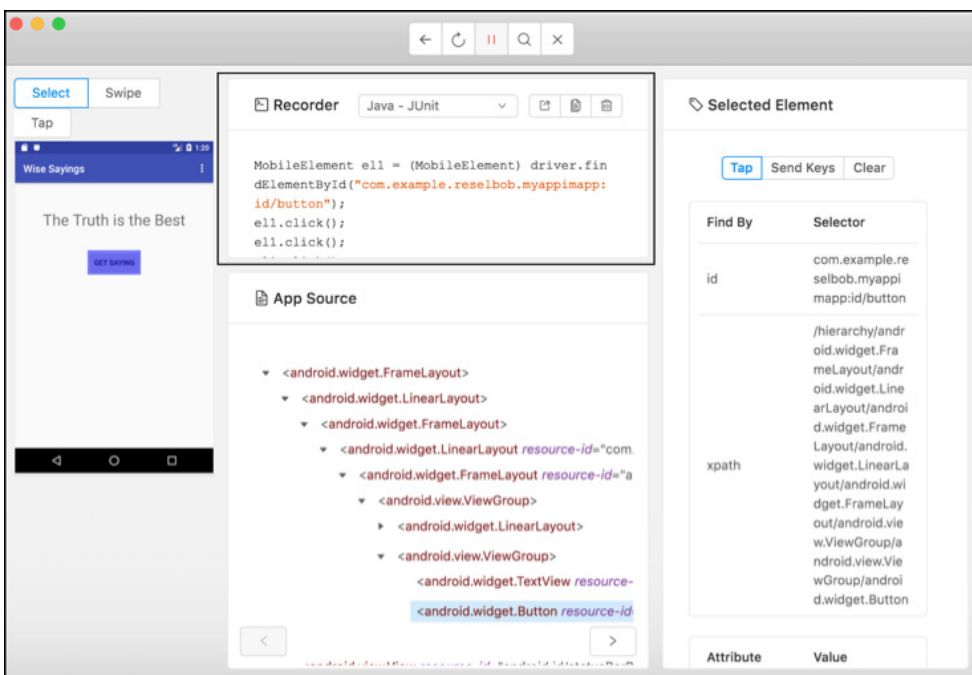 Select
Swipe
Tap
1:20
Wise Sayings
The Truth is the Best
GET SAYING
Recorder
Java - JUnit
MobileElement el1 = (MobileElement) driver.fin
dElementById("com.example.reselbob.myappimapp:
id/button");
el1.click();
el1.click();
App Source
<android.widget.FrameLayout>
<android.widget.LinearLayout>
<android.widget.FrameLayout>
<android.widget.LinearLayout resource-id="com.
<android.widget.FrameLayout resource-id="a
<android.view.ViewGroup>
<android.widget.LinearLayout>
<android.view.ViewGroup>
<android.widget.TextView resource-
<android.widget.Button resource-id
Selected Element
Tap
Send Keys
Clear
Find By Selector
id
com.example.re
selbob.myappi
mapp:id/button
xpath
/hierarchy/andr
oid.widget.Fra
meLayout/andr
oid.widget.Line
arLayout/androi
d.widget.Frame
Layout/android.
widget.LinearLa
yout/android.wi
dget.FrameLay
out/android.vie
w.ViewGroup/a
ndroid.view.Vie
wGroup/androi
d.widget.Button
Attribute Value